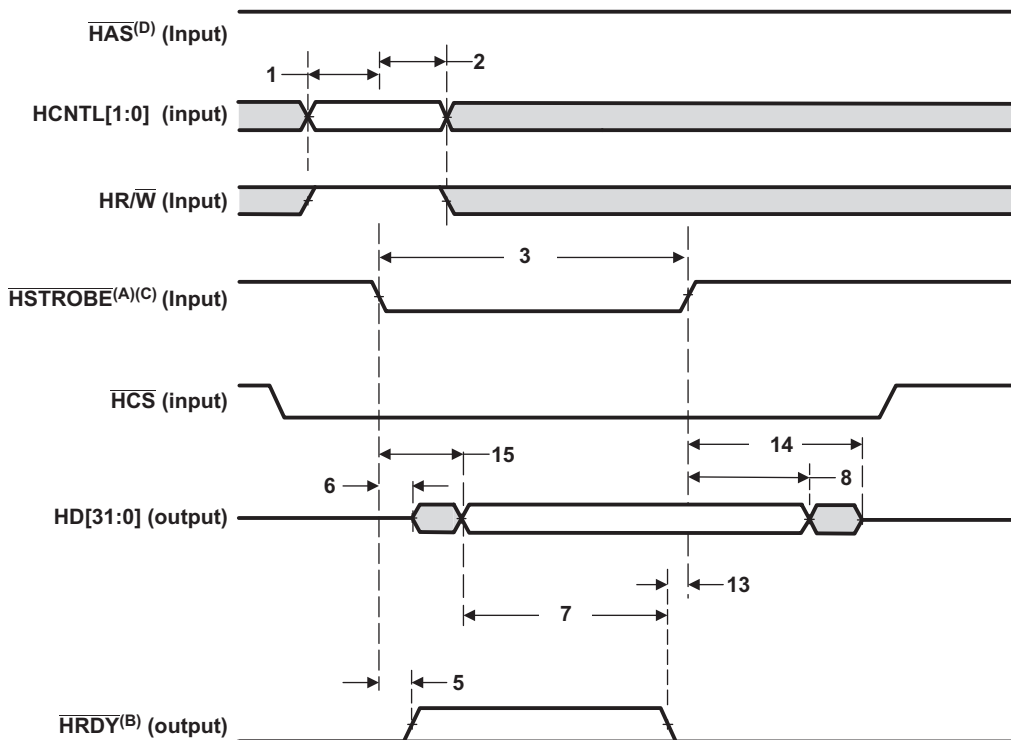 HAS(D) (Input)
1
2
HCNTL[1:0] (input)
HR/W (Input)
3
HSTROBE(A)(C) (Input)
HCS (input)
14
15
6
8
HD[31:0] (output)
13
7
5
HRDY(B) (output)